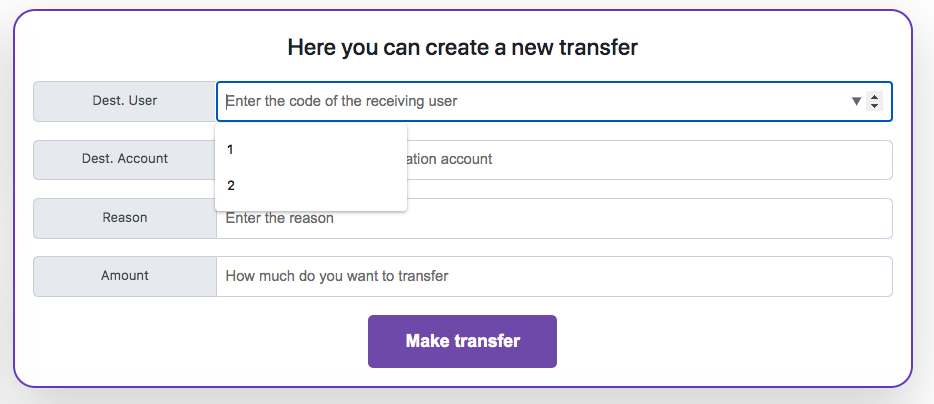 Here you can create a new transfer
Dest. User
Enter the code of the receiving user
1
2
Dest. Account
ation account
Reason
Enter the reason
Amount
How much do you want to transfer
Make transfer